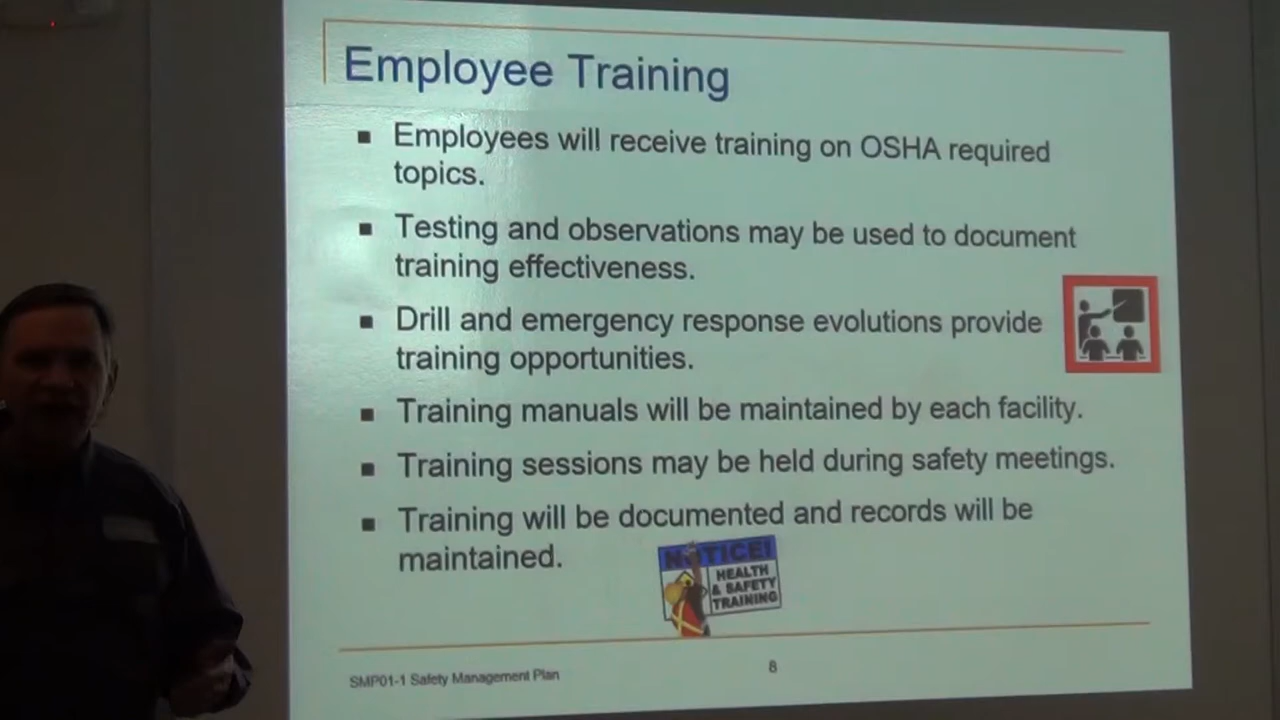 Employee Training
Employees will receive training on OSHA required
topics.
Testing and observations may be used to document
training effectiveness.
Drill and emergency response evolutions provide
training opportunities.
Training manuals will be maintained by each facility.
Training sessions may be held during safety meetings.
Training will be documented and records will be
maintained.
NOTICE!
HEALTH
& SAFETY
TRAINING
SMP01-1 Safety Management Plan
8